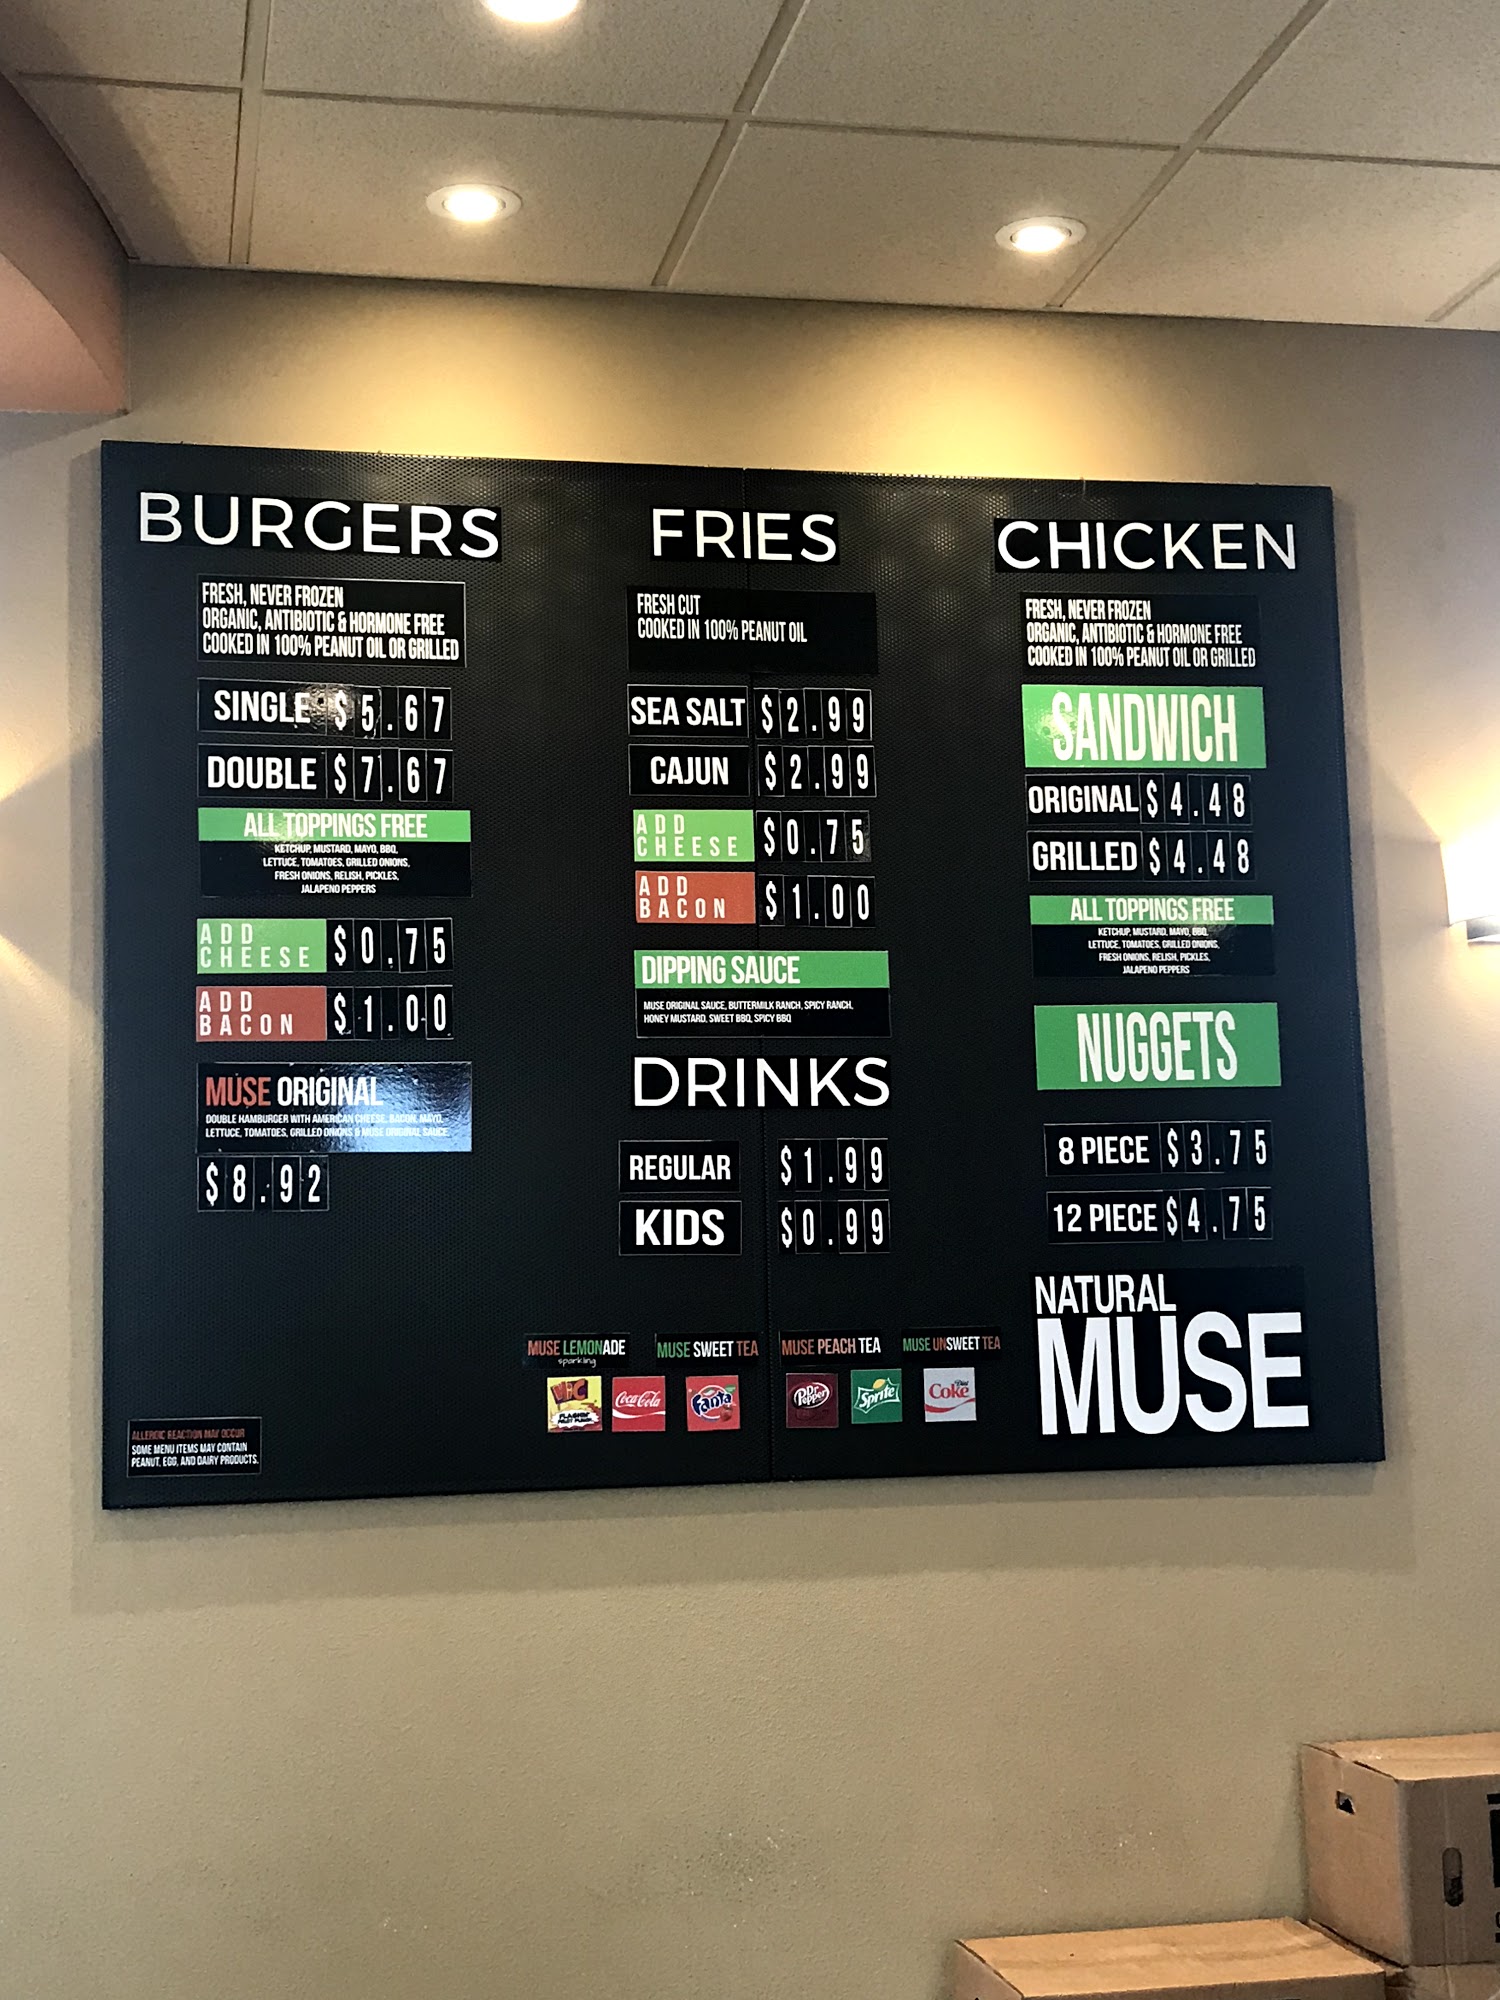 BURGERS
FRESH, NEVER FROZEN
ORGANIC, ANTIBIOTIC & HORMONE FREE
COOKED IN 100% PEANUT OIL OR GRILLED
SINGLE $5.67
DOUBLE $7.67
ALL TOPPINGS FREE
KETCHUP, MUSTARD, MAYO, BBQ,
LETTUCE, TOMATOES, GRILLED ONIONS,
FRESH ONIONS, RELISH, PICKLES,
JALAPENO PEPPERS
ADD
CHEESE $0.75
ADD
BACON $1.00
MUSE ORIGINAL
DOUBLE HAMBURGER WITH AMERICAN CHEESE, BACON, MAYO,
LETTUCE, TOMATOES, GRILLED ONIONS & MUSE ORIGINAL SAUCE
$8.92
ALLERGIC REACTION MAY OCCUR
SOME MENU ITEMS MAY CONTAIN
PEANUT, EGG, AND DAIRY PRODUCTS.
FRIES
FRESH CUT
COOKED IN 100% PEANUT OIL
SEA SALT $2.99
CAJUN $2.99
ADD
CHEESE $0.75
ADD
BACON $1.00
DIPPING SAUCE
MUSE ORIGINAL SAUCE, BUTTERMILK RANCH, SPICY RANCH,
HONEY MUSTARD, SWEET BBQ, SPICY BBQ
DRINKS
REGULAR $1.99
KIDS $0.99
MUSE LEMONADE
sparkling
MUSE SWEET TEA
MUSE PEACH TEA
MUSE UNSWEET TEA
Coca-Cola
Fanta
Dr Pepper
Sprite
Diet
Coke
CHICKEN
FRESH, NEVER FROZEN
ORGANIC, ANTIBIOTIC & HORMONE FREE
COOKED IN 100% PEANUT OIL OR GRILLED
SANDWICH
ORIGINAL $4.48
GRILLED $4.48
ALL TOPPINGS FREE
KETCHUP, MUSTARD, MAYO, BBQ,
LETTUCE, TOMATOES, GRILLED ONIONS,
FRESH ONIONS, RELISH, PICKLES,
JALAPENO PEPPERS
NUGGETS
8 PIECE $3.75
12 PIECE $4.75
NATURAL
MUSE